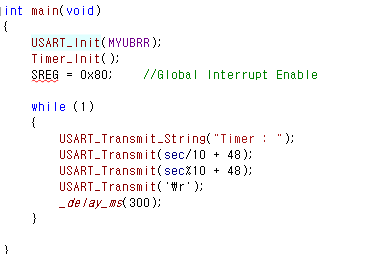 int main(void)
{
USART_Init(MYUBRR);
Timer_Init();
SREG = 0x80; //Global Interrupt Enable
while (1)
{
USART_Transmit_String("Timer : ");
USART_Transmit(sec/10 + 48);
USART_Transmit(sec%10 + 48);
USART_Transmit('₩r');
_delay_ms(300);
}
}